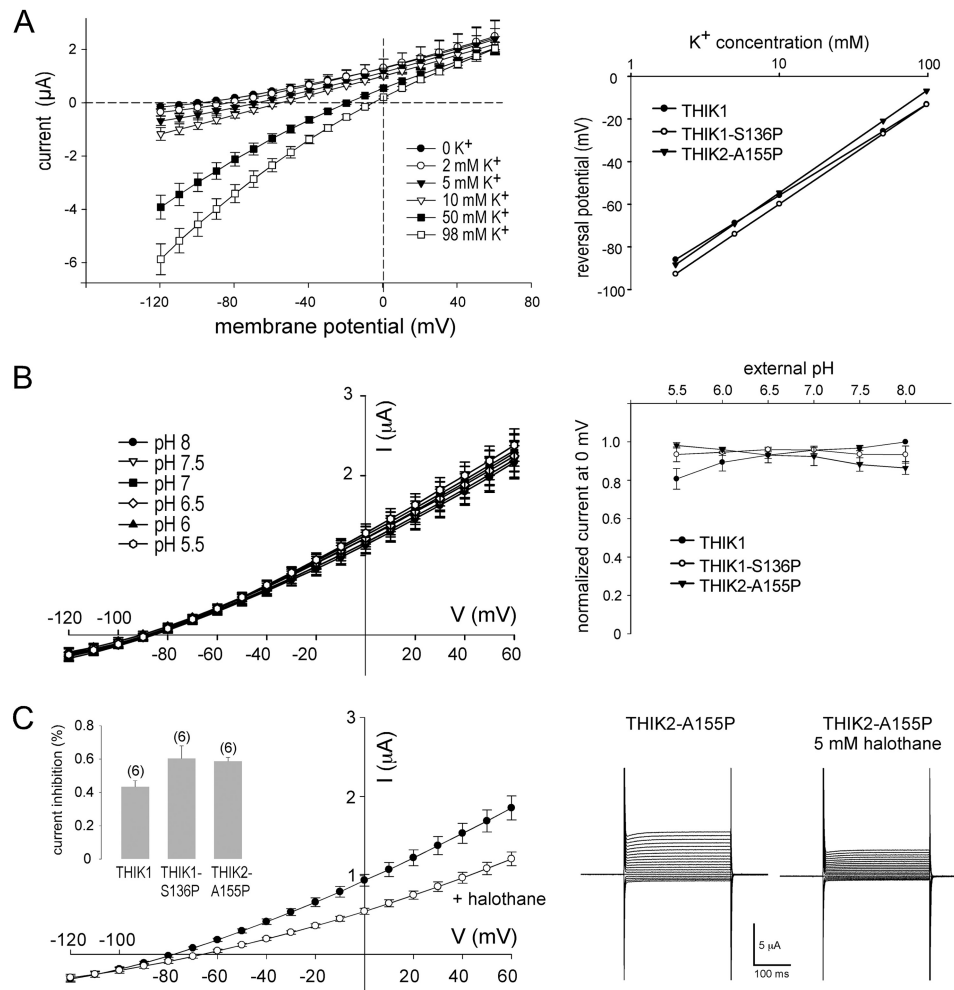 A
2
0
-2
-4
-6
current (µA)
-120
-80
-40
0
40
80
membrane potential (mV)
0 K+
2 mM K+
5 mM K+
10 mM K+
50 mM K+
98 mM K+
K+ concentration (mM)
1
10
100
0
-20
-40
-60
-80
-100
reversal potential (mV)
THIK1
THIK1-S136P
THIK2-A155P
B
pH 8
pH 7.5
pH 7
pH 6.5
pH 6
pH 5.5
3
2
I (µA)
V (mV)
-120
-100
-80
-60
-40
-20
20
40
60
external pH
5.5
6.0
6.5
7.0
7.5
8.0
1.0
0.8
0.6
0.4
0.2
0
normalized current at 0 mV
THIK1
THIK1-S136P
THIK2-A155P
C
0.8
0.6
0.4
0.2
0
current inhibition (%)
(6)
(6)
(6)
THIK1
THIK1-
S136P
THIK2-
A155P
3
2
1
I (µA)
+ halothane
V (mV)
-120
-100
-80
-60
-40
-20
20
40
60
THIK2-A155P
THIK2-A155P
5 mM halothane
5 µA
100 ms